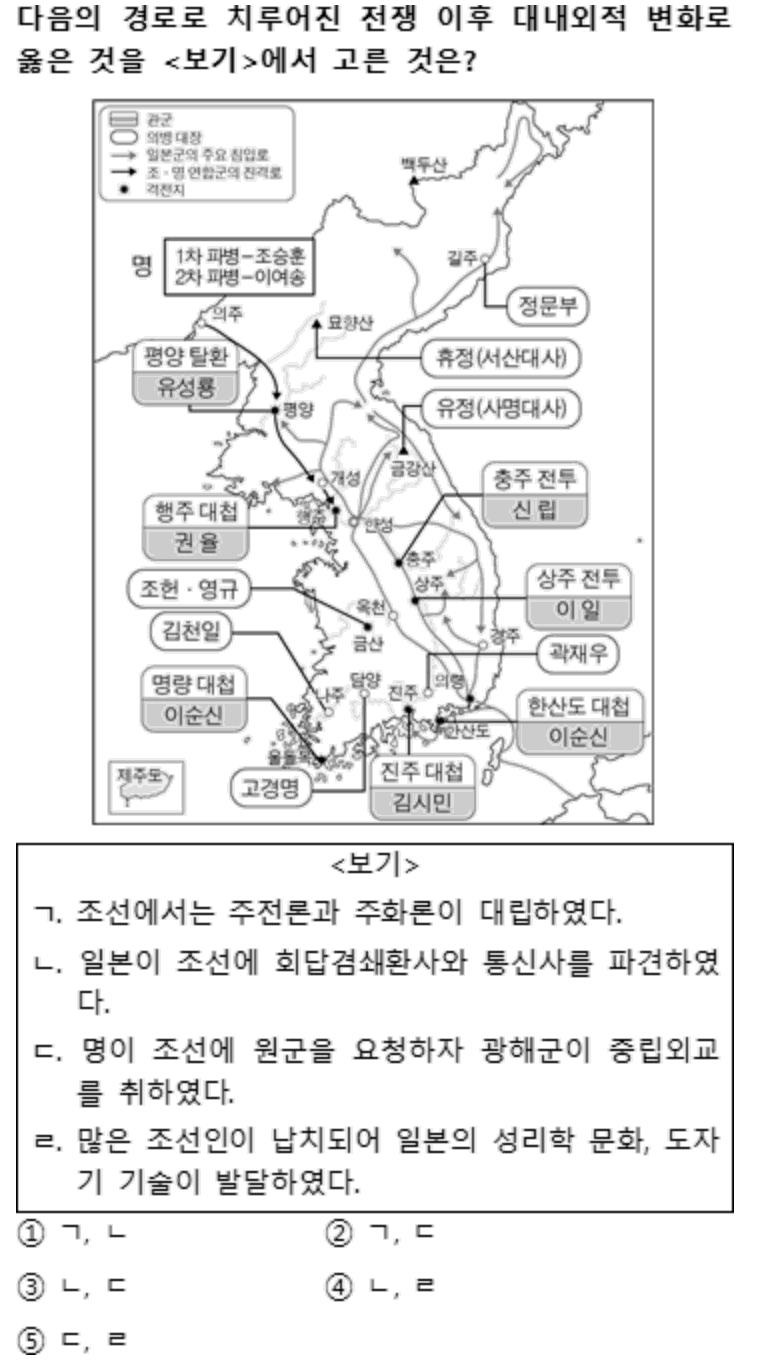 다음의 경로로 치루어진 전쟁 이후 대내외적 변화로
옳은 것을 <보기>에서 고른 것은?
관군
의병 대장
일본군의 주요 침입로
조·명 연합군의 진격로
격전지
백두산
명
1차 파병-조승훈
2차 파병-이여송
길주
정문부
의주
묘향산
평양 탈환
유성룡
휴정(서산대사)
평양
유정(사명대사)
금강산
개성
충주 전투
신립
행주 대첩
권율
행주
한성
충주
조헌·영규
상주
상주 전투
이일
옥천
금산
김천일
경주
곽재우
명량 대첩
이순신
담양
나주
진주
의령
한산도 대첩
이순신
한산도
울돌목
제주도
고경명
진주 대첩
김시민
<보기>
ㄱ. 조선에서는 주전론과 주화론이 대립하였다.
ㄴ. 일본이 조선에 회답겸쇄환사와 통신사를 파견하였
다.
ㄷ. 명이 조선에 원군을 요청하자 광해군이 중립외교
를 취하였다.
ㄹ. 많은 조선인이 납치되어 일본의 성리학 문화, 도자
기 기술이 발달하였다.
① ㄱ, ㄴ ② ㄱ, ㄷ
③ ㄴ, ㄷ ④ ㄴ, ㄹ
⑤ ㄷ, ㄹ